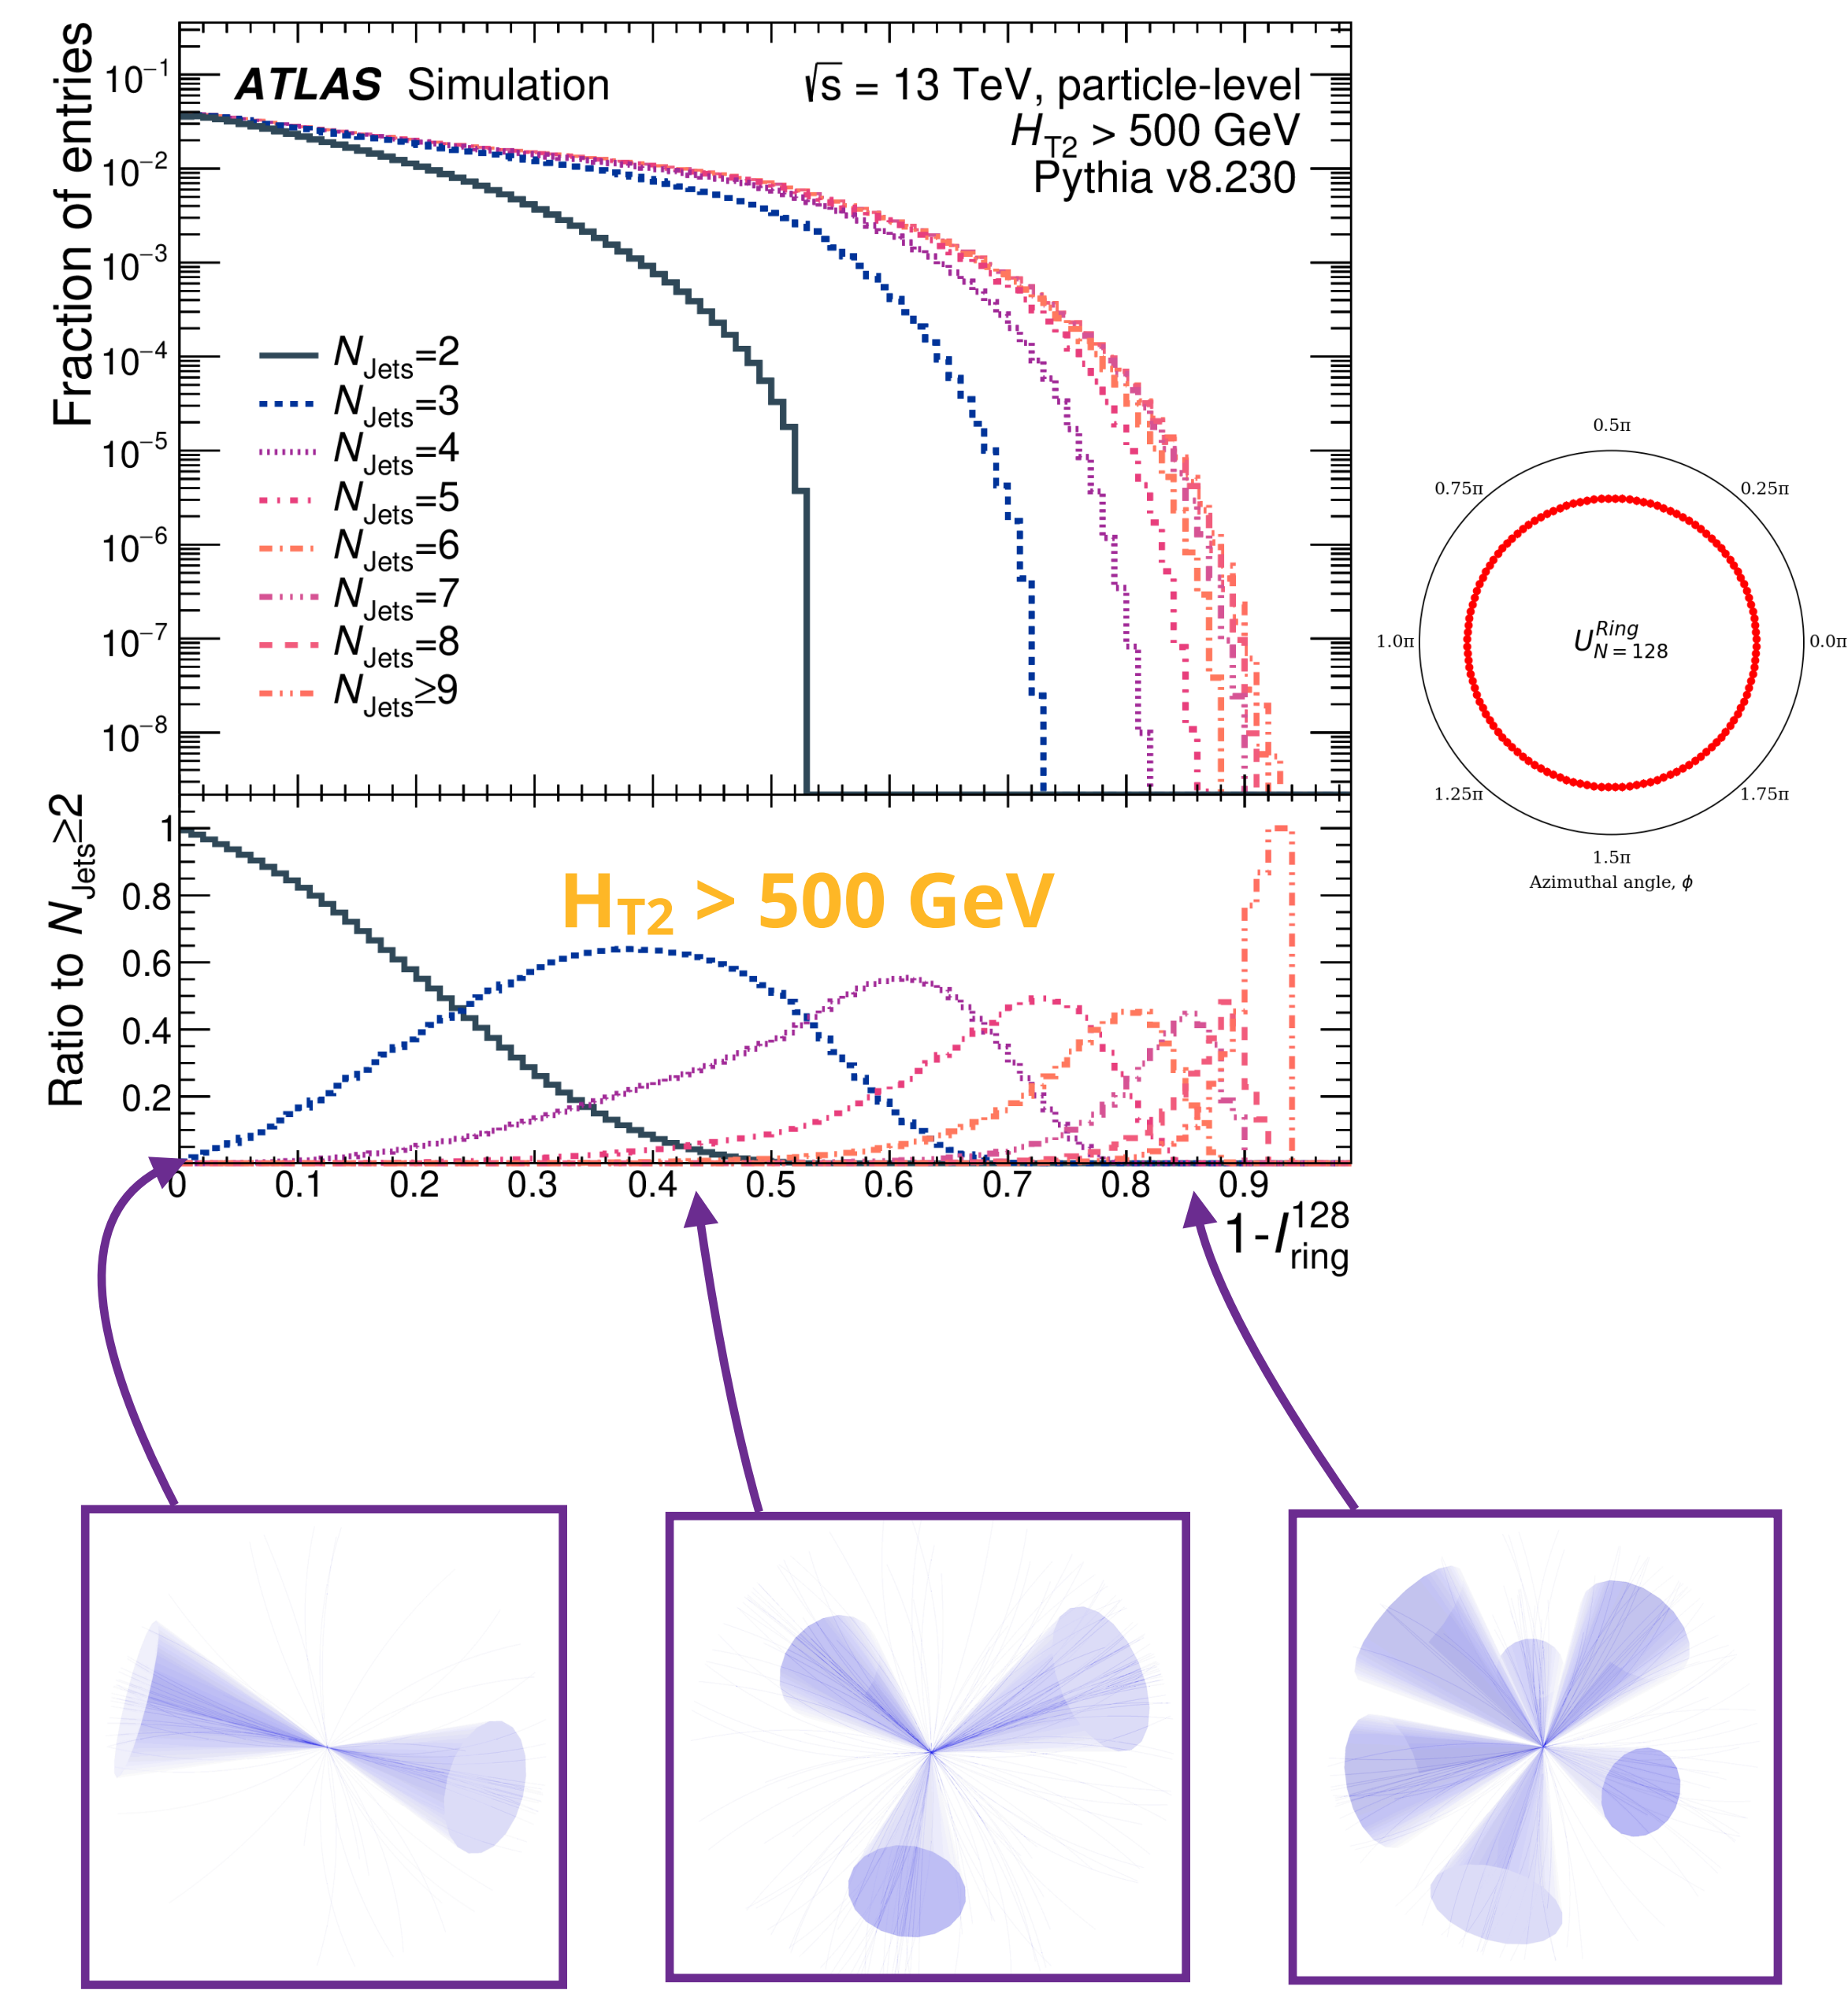 ATLAS Simulation
√s = 13 TeV, particle-level
H_T2 > 500 GeV
Pythia v8.230
Fraction of entries
10⁻¹
10⁻²
10⁻³
10⁻⁴
10⁻⁵
10⁻⁶
10⁻⁷
10⁻⁸
N_Jets=2
N_Jets=3
N_Jets=4
N_Jets=5
N_Jets=6
N_Jets=7
N_Jets=8
N_Jets≥9
Ratio to N_Jets≥2
1
0.8
0.6
0.4
0.2
H_T2 > 500 GeV
0 0.1 0.2 0.3 0.4 0.5 0.6 0.7 0.8 0.9
1-I_ring^128
0.5π
0.75π 0.25π
1.0π U_{N=128}^{Ring} 0.0π
1.25π 1.75π
1.5π
Azimuthal angle, ϕ